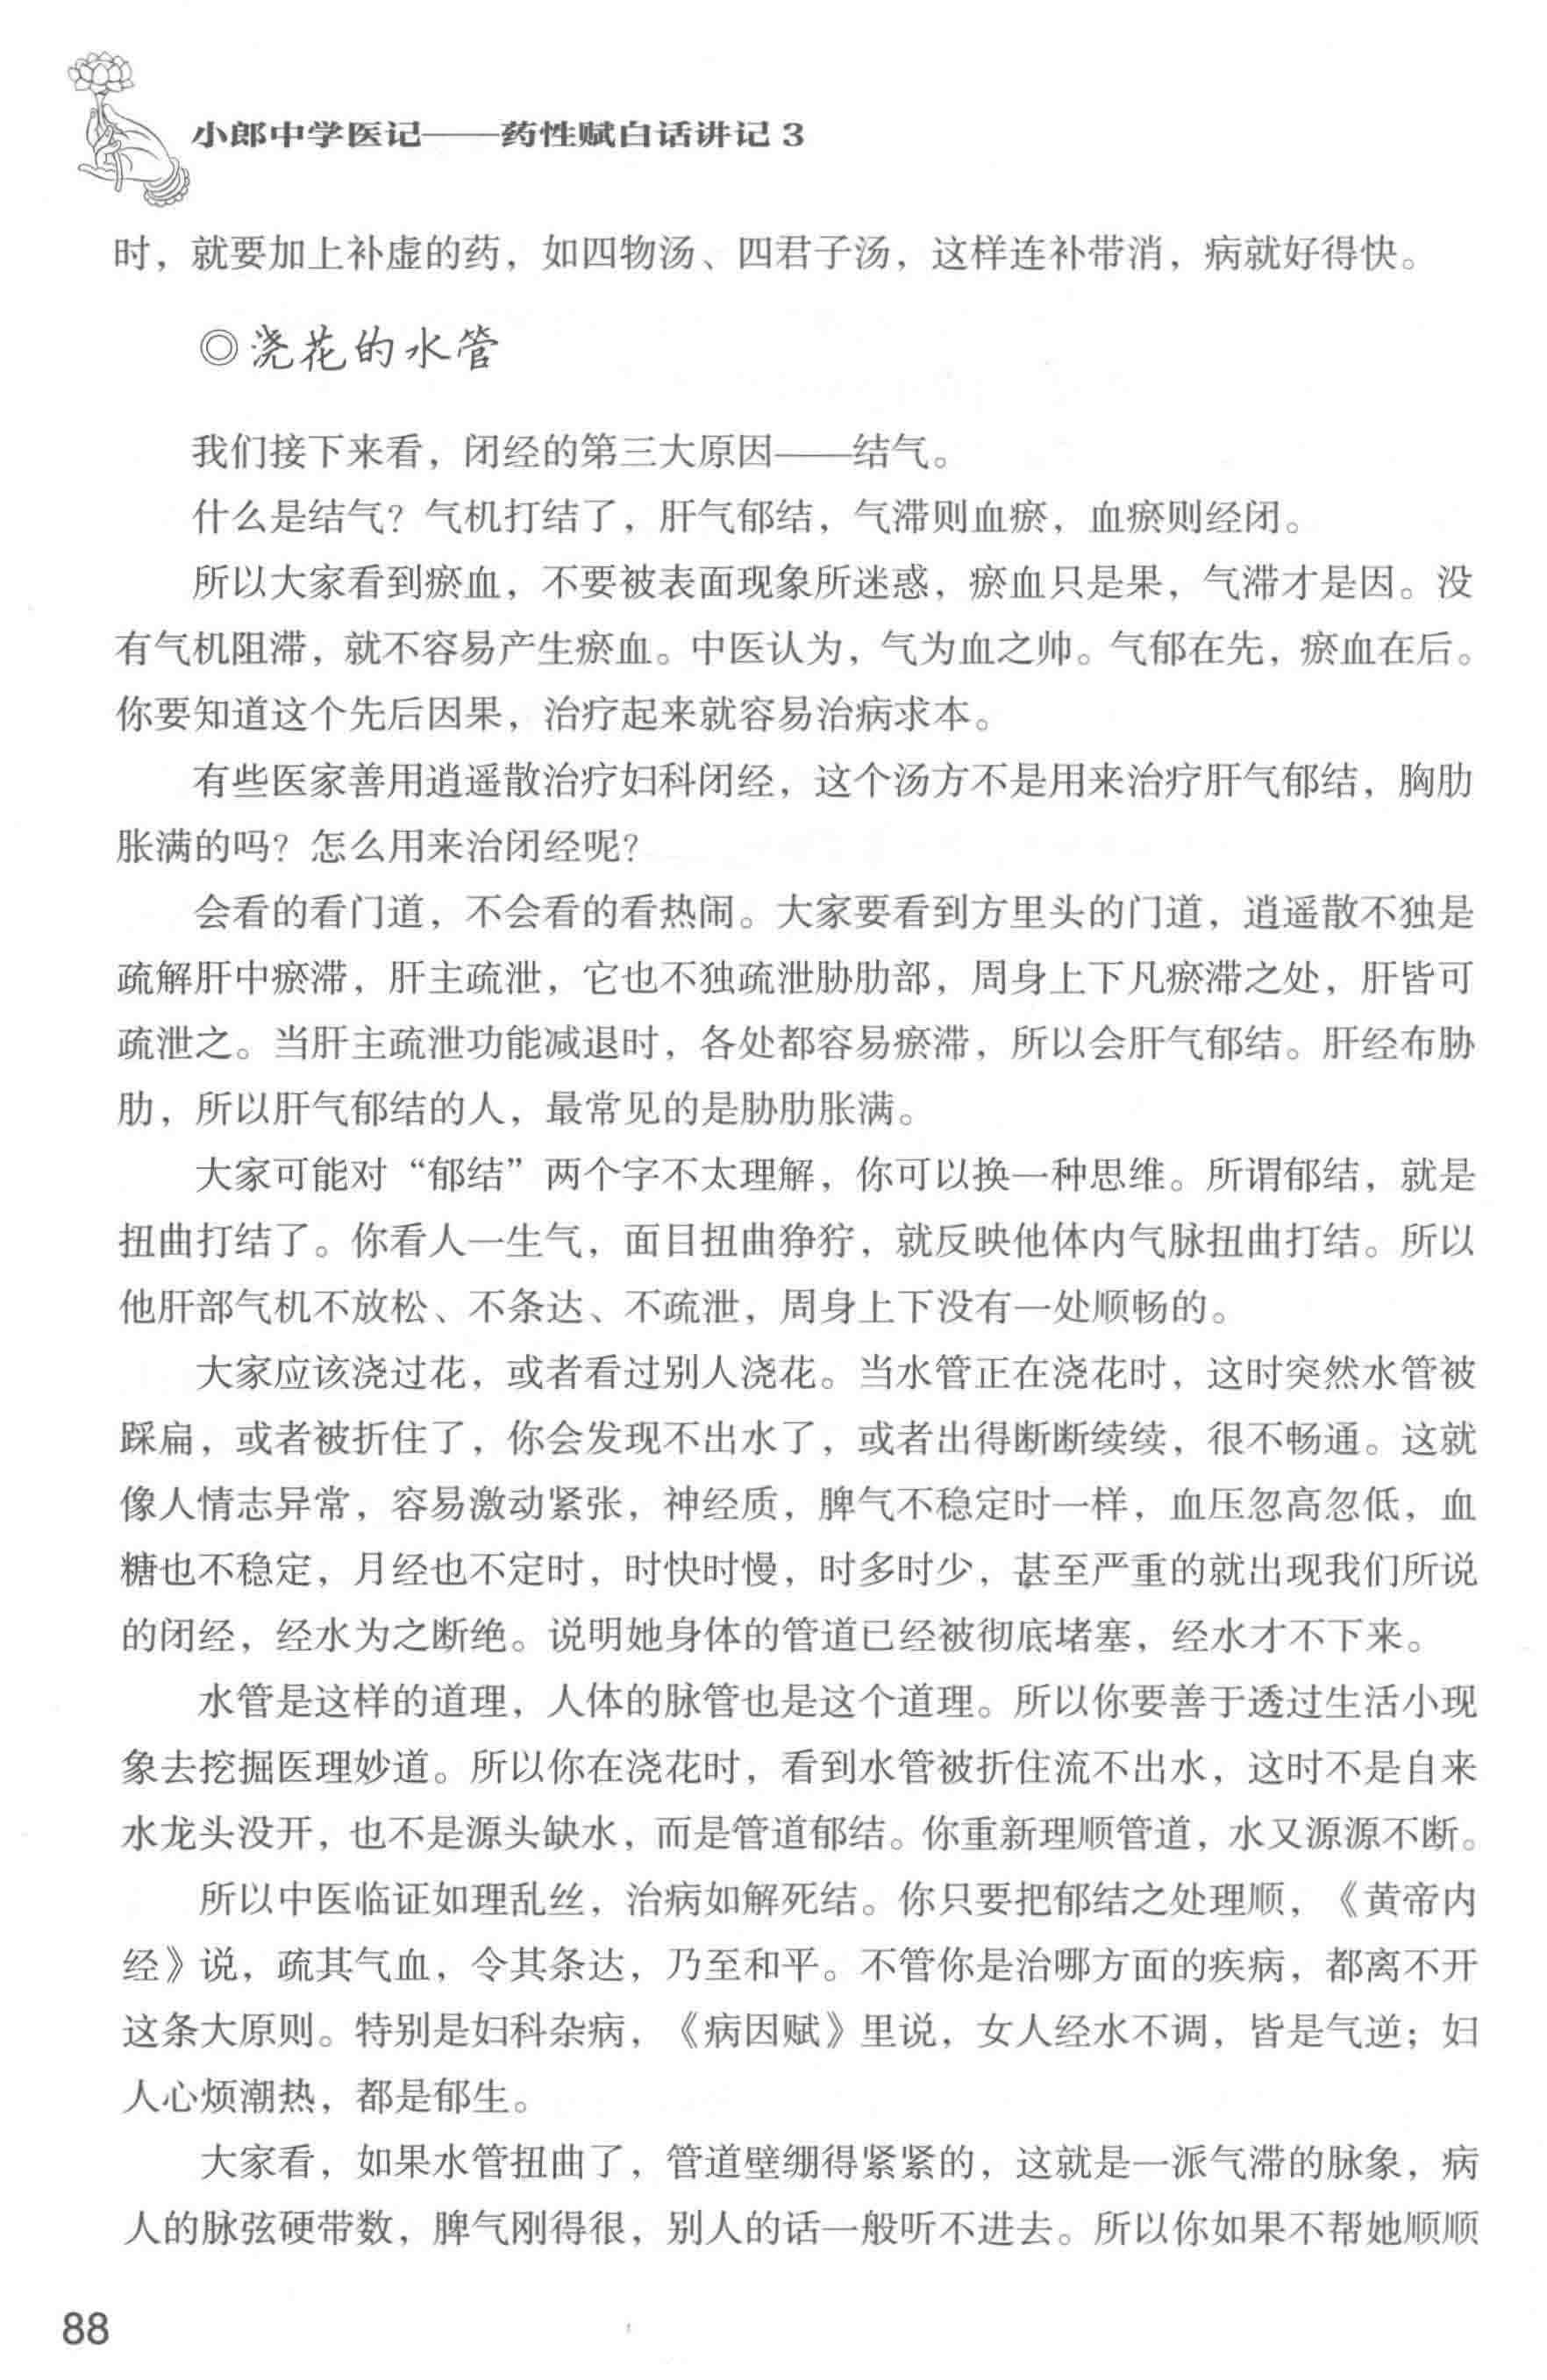 小郎中学医记——药性赋白话讲记 3
时，就要加上补虚的药，如四物汤、四君子汤，这样连补带消，病就好得快。
◎浇花的水管
我们接下来看，闭经的第三大原因——结气。
什么是结气？气机打结了，肝气郁结，气滞则血瘀，血瘀则经闭。
所以大家看到瘀血，不要被表面现象所迷惑，瘀血只是果，气滞才是因。没
有气机阻滞，就不容易产生瘀血。中医认为，气为血之帅。气郁在先，瘀血在后。
你要知道这个先后因果，治疗起来就容易治病求本。
有些医家善用逍遥散治疗妇科闭经，这个汤方不是用来治疗肝气郁结，胸肋
胀满的吗？怎么用来治闭经呢？
会看的看门道，不会看的看热闹。大家要看到方里头的门道，逍遥散不独是
疏解肝中瘀滞，肝主疏泄，它也不独疏泄胁肋部，周身上下凡瘀滞之处，肝皆可
疏泄之。当肝主疏泄功能减退时，各处都容易瘀滞，所以会肝气郁结。肝经布胁
肋，所以肝气郁结的人，最常见的是胁肋胀满。
大家可能对“郁结”两个字不太理解，你可以换一种思维。所谓郁结，就是
扭曲打结了。你看人一生气，面目扭曲狰狞，就反映他体内气脉扭曲打结。所以
他肝部气机不放松、不条达、不疏泄，周身上下没有一处顺畅的。
大家应该浇过花，或者看过别人浇花。当水管正在浇花时，这时突然水管被
踩扁，或者被折住了，你会发现不出水了，或者出得断断续续，很不畅通。这就
像人情志异常，容易激动紧张，神经质，脾气不稳定时一样，血压忽高忽低，血
糖也不稳定，月经也不定时，时快时慢，时多时少，甚至严重的就出现我们所说
的闭经，经水为之断绝。说明她身体的管道已经被彻底堵塞，经水才不下来。
水管是这样的道理，人体的脉管也是这个道理。所以你要善于透过生活小现
象去挖掘医理妙道。所以你在浇花时，看到水管被折住流不出水，这时不是自来
水龙头没开，也不是源头缺水，而是管道郁结。你重新理顺管道，水又源源不断。
所以中医临证如理乱丝，治病如解死结。你只要把郁结之处理顺，《黄帝内
经》说，疏其气血，令其条达，乃至和平。不管你是治哪方面的疾病，都离不开
这条大原则。特别是妇科杂病，《病因赋》里说，女人经水不调，皆是气逆；妇
人心烦潮热，都是郁生。
大家看，如果水管扭曲了，管道壁绷得紧紧的，这就是一派气滞的脉象，病
人的脉弦硬带数，脾气刚得很，别人的话一般听不进去。所以你如果不帮她顺顺
88